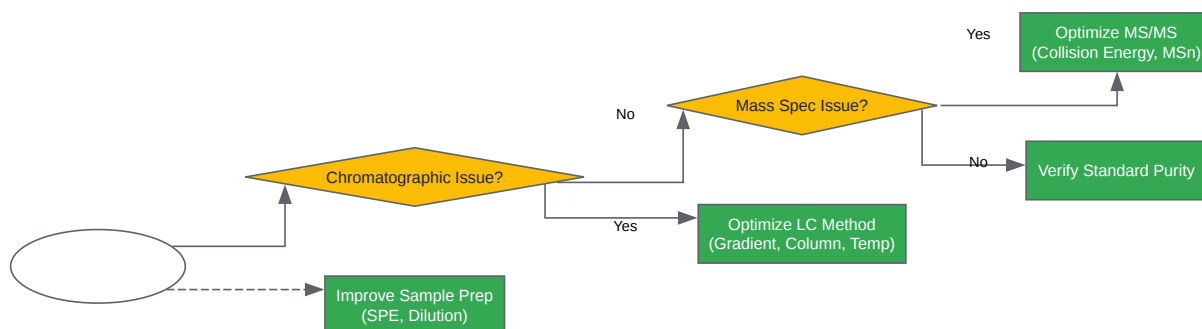 Yes
Optimize MS/MS
(Collision Energy, MSn)
Mass Spec Issue?
No
No
Verify Standard Purity
Chromatographic Issue?
Yes
Optimize LC Method
(Gradient, Column, Temp)
Improve Sample Prep
(SPE, Dilution)